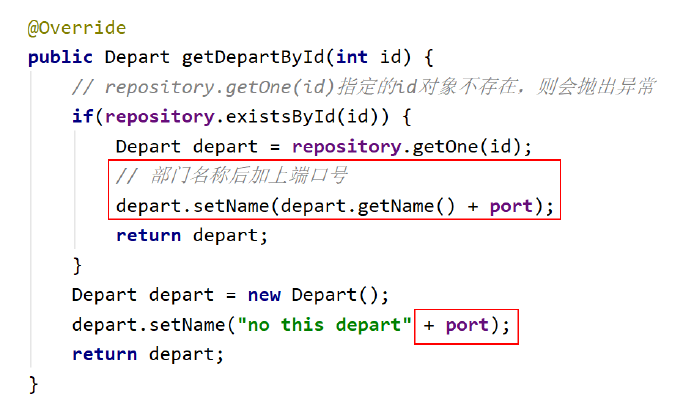 @Override
public Depart getDepartById(int id) {
// repository.getOne(id)指定的id对象不存在，则会抛出异常
if(repository.existsById(id)) {
Depart depart = repository.getOne(id);
// 部门名称后加上端口号
depart.setName(depart.getName() + port);
return depart;
}
Depart depart = new Depart();
depart.setName("no this depart" + port);
return depart;
}